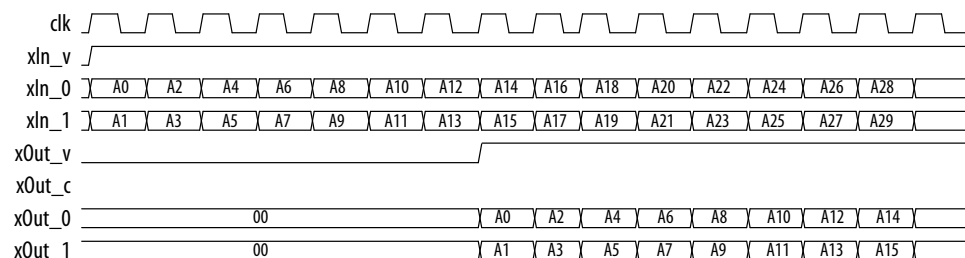 clk
xIn_v
xIn_0 A0 A2 A4 A6 A8 A10 A12 A14 A16 A18 A20 A22 A24 A26 A28
xIn_1 A1 A3 A5 A7 A9 A11 A13 A15 A17 A19 A21 A23 A25 A27 A29
xOut_v
xOut_c
xOut_0 00 A0 A2 A4 A6 A8 A10 A12 A14
xOut_1 00 A1 A3 A5 A7 A9 A11 A13 A15